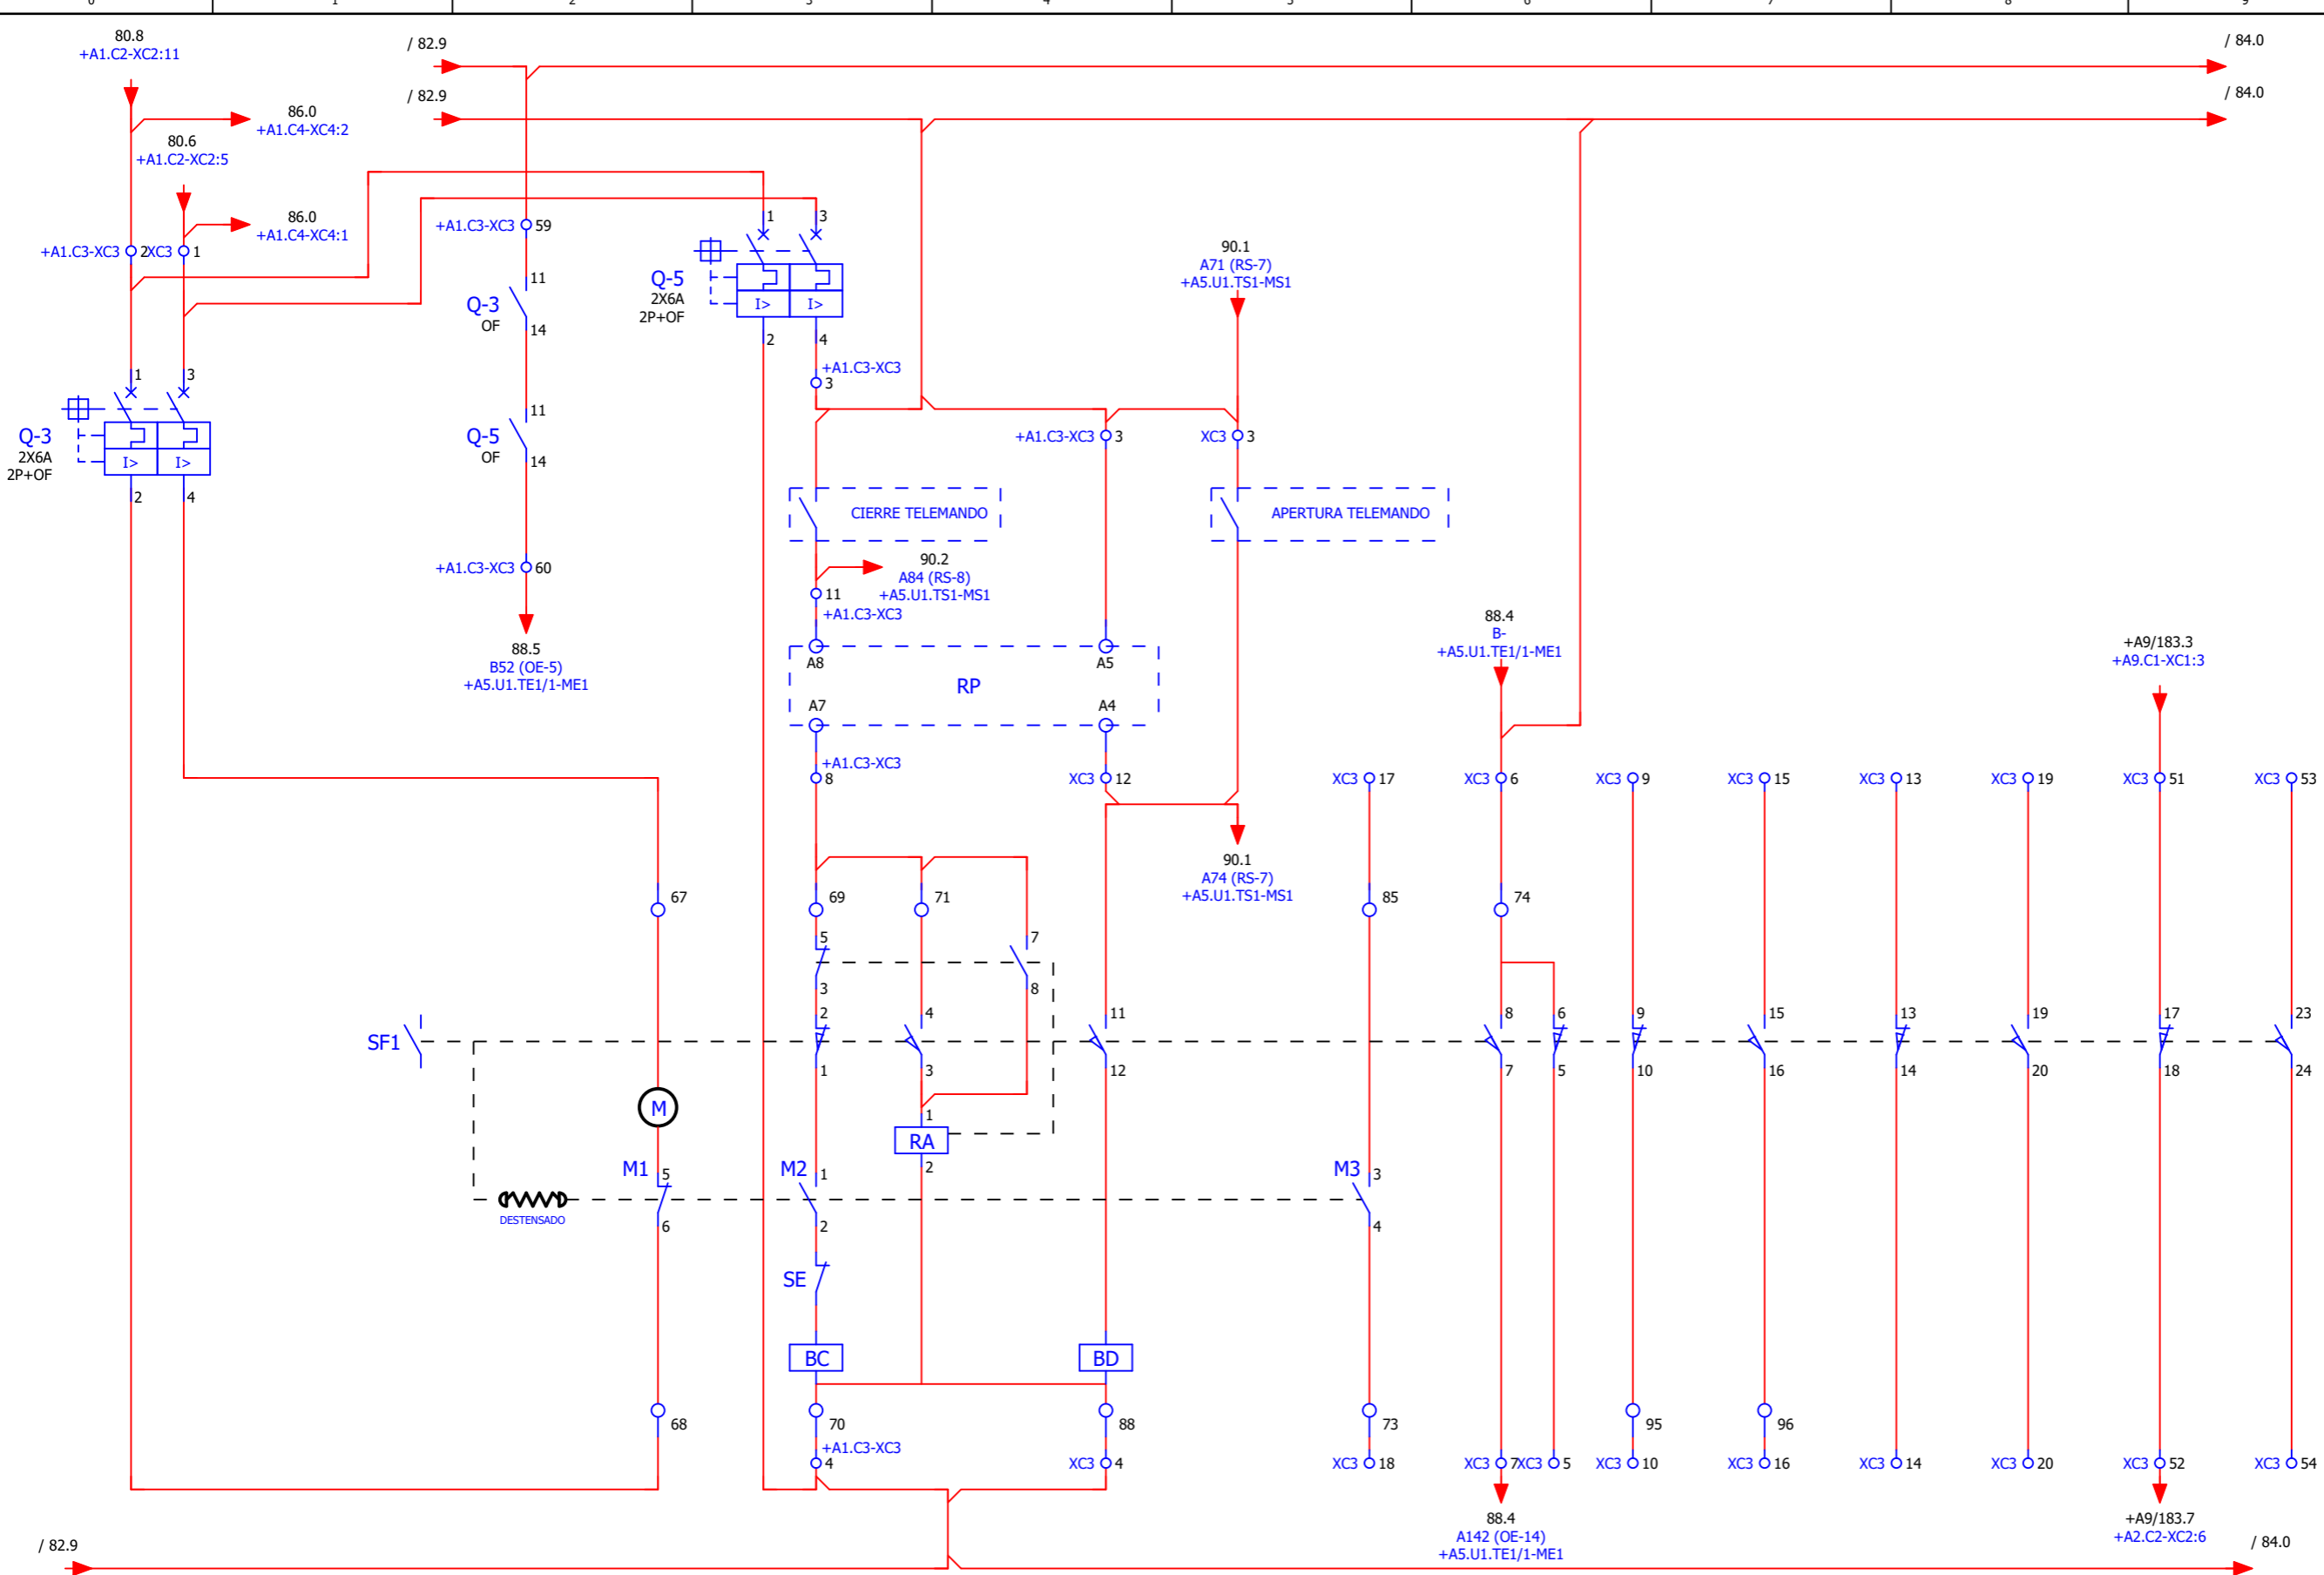 0 1 2 3 4 5 6 7 8 9
80.8
+A1.C2-XC2:11
/ 82.9
/ 84.0
/ 82.9
/ 84.0
86.0
+A1.C4-XC4:2
80.6
+A1.C2-XC2:5
86.0
+A1.C4-XC4:1
+A1.C3-XC3 2
XC3 1
+A1.C3-XC3 59
11
Q-3
OF
14
11
Q-5
OF
14
+A1.C3-XC3 60
88.5
B52 (OE-5)
+A5.U1.TE1/1-ME1
1 3
Q-5
2X6A
2P+OF
I> I>
2 4
+A1.C3-XC3
3
90.1
A71 (RS-7)
+A5.U1.TS1-MS1
1 3
Q-3
2X6A
2P+OF
I> I>
2 4
+A1.C3-XC3 3
XC3 3
CIERRE TELEMANDO
APERTURA TELEMANDO
90.2
A84 (RS-8)
+A5.U1.TS1-MS1
11
+A1.C3-XC3
A8 A5
RP
A7 A4
88.4
B-
+A5.U1.TE1/1-ME1
+A9/183.3
+A9.C1-XC1:3
+A1.C3-XC3
8
XC3 12
XC3 17
XC3 6
XC3 9
XC3 15
XC3 13
XC3 19
XC3 51
XC3 53
90.1
A74 (RS-7)
+A5.U1.TS1-MS1
67 69 71 85 74
5 7
3 8
SF1
2 4 11 8 6 9 15 13 19 17 23
1 3 12 7 5 10 16 14 20 18 24
M
1
RA
2
M1
5
6
M2
1
2
M3
3
4
DESTENSADO
SE
BC
BD
68 70 88 73 95 96
+A1.C3-XC3
4
XC3 4
XC3 18
XC3 7
XC3 5
XC3 10
XC3 16
XC3 14
XC3 20
XC3 52
XC3 54
88.4
A142 (OE-14)
+A5.U1.TE1/1-ME1
+A9/183.7
+A2.C2-XC2:6
/ 82.9
/ 84.0